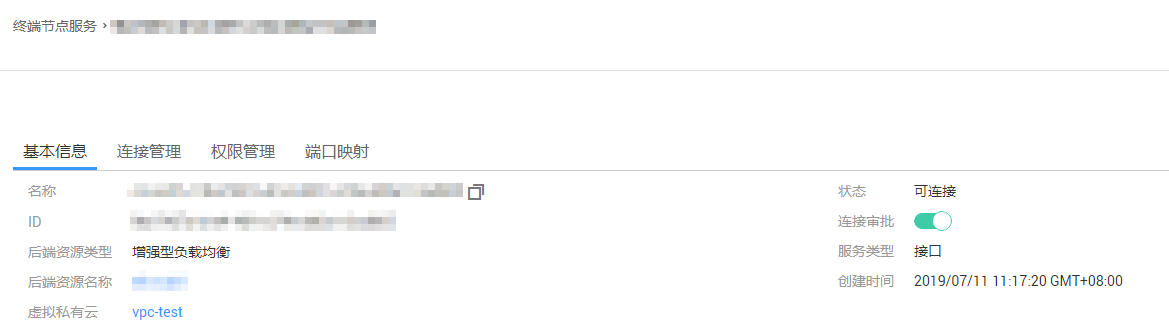 终端节点服务 ›
基本信息 连接管理 权限管理 端口映射
名称
状态 可连接
ID
连接审批
后端资源类型 增强型负载均衡
服务类型 接口
后端资源名称
创建时间 2019/07/11 11:17:20 GMT+08:00
虚拟私有云 vpc-test